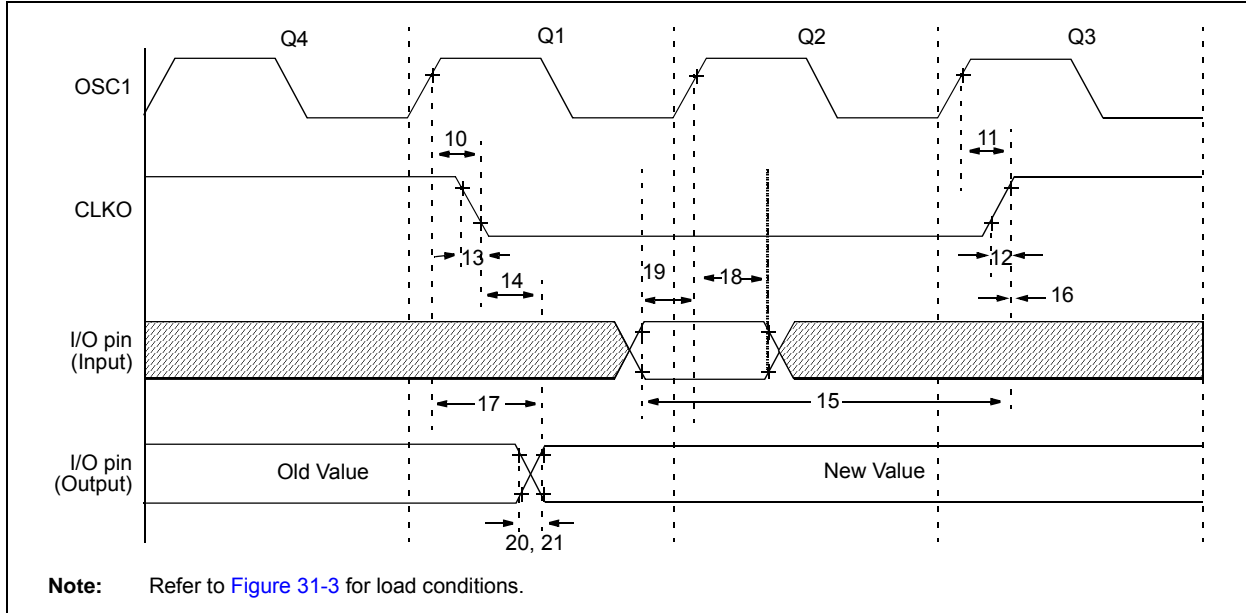 Q4 Q1 Q2 Q3
OSC1
10 11
CLKO
13 12
14 19 18 16
I/O pin
(Input)
17 15
I/O pin
(Output)
Old Value New Value
20, 21
Note: Refer to Figure 31-3 for load conditions.